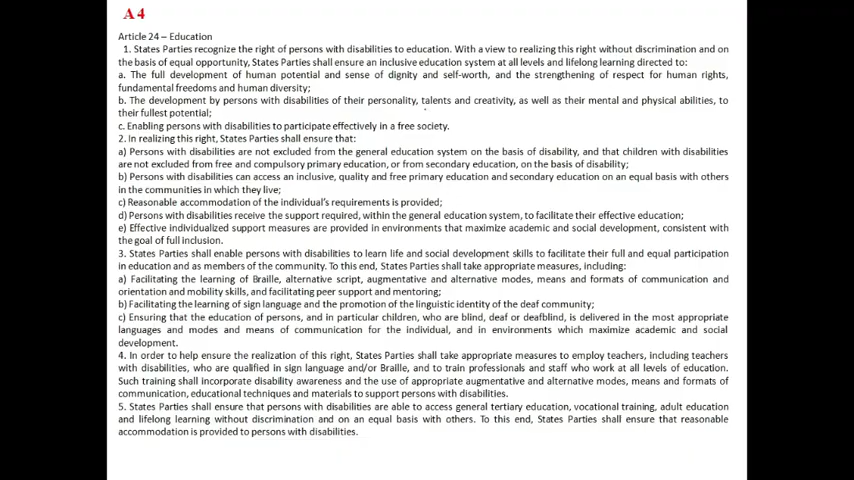 A 4
Article 24 – Education
1. States Parties recognize the right of persons with disabilities to education. With a view to realizing this right without discrimination and on
the basis of equal opportunity, States Parties shall ensure an inclusive education system at all levels and lifelong learning directed to:
a. The full development of human potential and sense of dignity and self-worth, and the strengthening of respect for human rights,
fundamental freedoms and human diversity;
b. The development by persons with disabilities of their personality, talents and creativity, as well as their mental and physical abilities, to
their fullest potential;
c. Enabling persons with disabilities to participate effectively in a free society.
2. In realizing this right, States Parties shall ensure that:
a) Persons with disabilities are not excluded from the general education system on the basis of disability, and that children with disabilities
are not excluded from free and compulsory primary education, or from secondary education, on the basis of disability;
b) Persons with disabilities can access an inclusive, quality and free primary education and secondary education on an equal basis with others
in the communities in which they live;
c) Reasonable accommodation of the individual's requirements is provided;
d) Persons with disabilities receive the support required, within the general education system, to facilitate their effective education;
e) Effective individualized support measures are provided in environments that maximize academic and social development, consistent with
the goal of full inclusion.
3. States Parties shall enable persons with disabilities to learn life and social development skills to facilitate their full and equal participation
in education and as members of the community. To this end, States Parties shall take appropriate measures, including:
a) Facilitating the learning of Braille, alternative script, augmentative and alternative modes, means and formats of communication and
orientation and mobility skills, and facilitating peer support and mentoring;
b) Facilitating the learning of sign language and the promotion of the linguistic identity of the deaf community;
c) Ensuring that the education of persons, and in particular children, who are blind, deaf or deafblind, is delivered in the most appropriate
languages and modes and means of communication for the individual, and in environments which maximize academic and social
development.
4. In order to help ensure the realization of this right, States Parties shall take appropriate measures to employ teachers, including teachers
with disabilities, who are qualified in sign language and/or Braille, and to train professionals and staff who work at all levels of education.
Such training shall incorporate disability awareness and the use of appropriate augmentative and alternative modes, means and formats of
communication, educational techniques and materials to support persons with disabilities.
5. States Parties shall ensure that persons with disabilities are able to access general tertiary education, vocational training, adult education
and lifelong learning without discrimination and on an equal basis with others. To this end, States Parties shall ensure that reasonable
accommodation is provided to persons with disabilities.